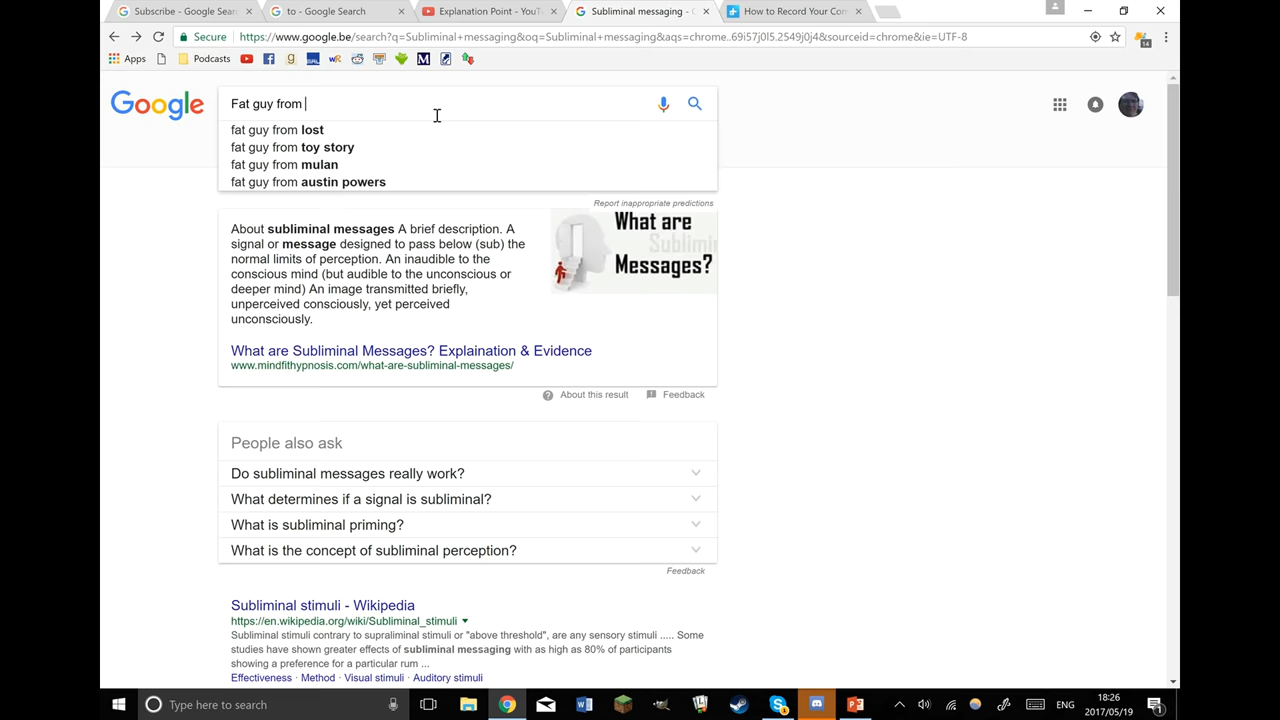 Subscribe - Google Sear
to - Google Search
Explanation Point - YouT
Subliminal messaging - G
How to Record Your Com
Secure
https://www.google.be/search?q=Subliminal+messaging&oq=Subliminal+messaging&aqs=chrome..69i57j0l5.2549j0j4&sourceid=chrome&ie=UTF-8
14
Apps
Podcasts
Google
Fat guy from
fat guy from lost
fat guy from toy story
fat guy from mulan
fat guy from austin powers
Report inappropriate predictions
About subliminal messages A brief description. A
signal or message designed to pass below (sub) the
normal limits of perception. An inaudible to the
conscious mind (but audible to the unconscious or
deeper mind) An image transmitted briefly,
unperceived consciously, yet perceived
unconsciously.
What are
Sublimi
Messages?
What are Subliminal Messages? Explaination & Evidence
www.mindfithypnosis.com/what-are-subliminal-messages/
About this result
Feedback
People also ask
Do subliminal messages really work?
What determines if a signal is subliminal?
What is subliminal priming?
What is the concept of subliminal perception?
Feedback
Subliminal stimuli - Wikipedia
https://en.wikipedia.org/wiki/Subliminal_stimuli
Subliminal stimuli contrary to supraliminal stimuli or "above threshold", are any sensory stimuli ..... Some
studies have shown greater effects of subliminal messaging with as high as 80% of participants
showing a preference for a particular rum ...
Effectiveness · Method · Visual stimuli · Auditory stimuli
Type here to search
ENG
18:26
2017/05/19